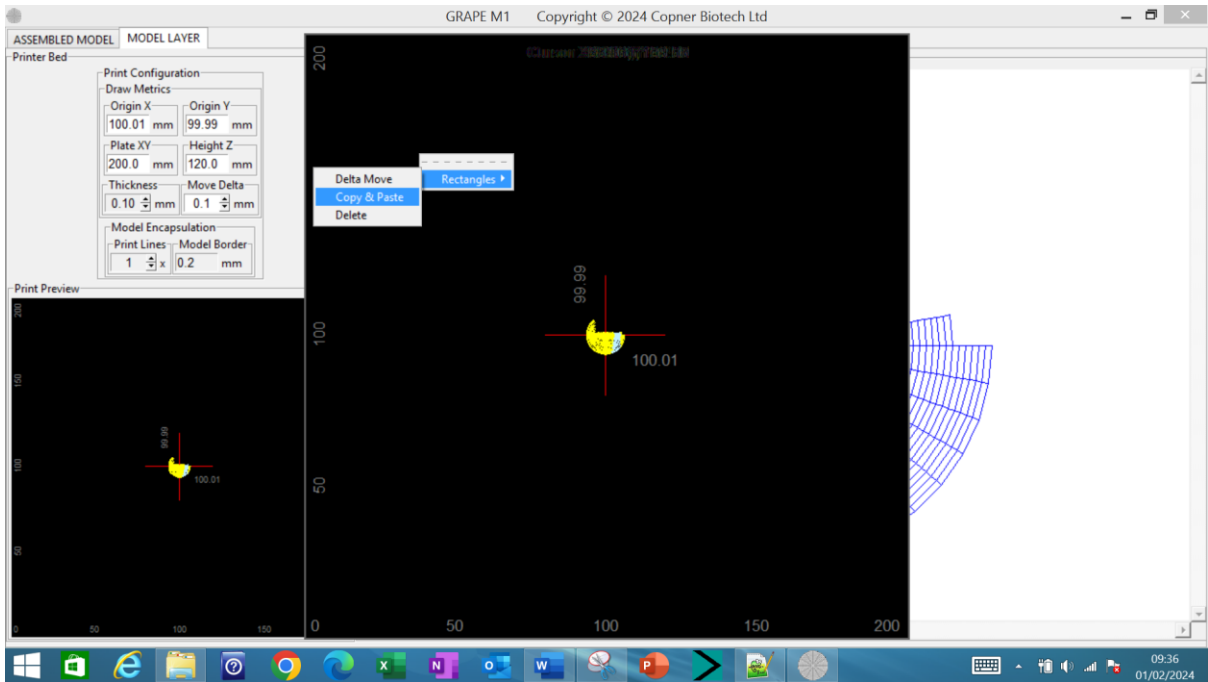 GRAPE M1 Copyright © 2024 Copner Biotech Ltd
ASSEMBLED MODEL MODEL LAYER
Printer Bed
Print Configuration
Draw Metrics
Origin X Origin Y
100.01 mm 99.99 mm
Plate XY Height Z
200.0 mm 120.0 mm
Thickness Move Delta
0.10 mm 0.1 mm
Model Encapsulation
Print Lines Model Border
1 x 0.2 mm
Print Preview
200
150
100
50
0 50 100 150
99.99
100.01
200
Delta Move
Copy & Paste
Delete
Rectangles
99.99
100
100.01
50
0 50 100 150 200
09:36
01/02/2024